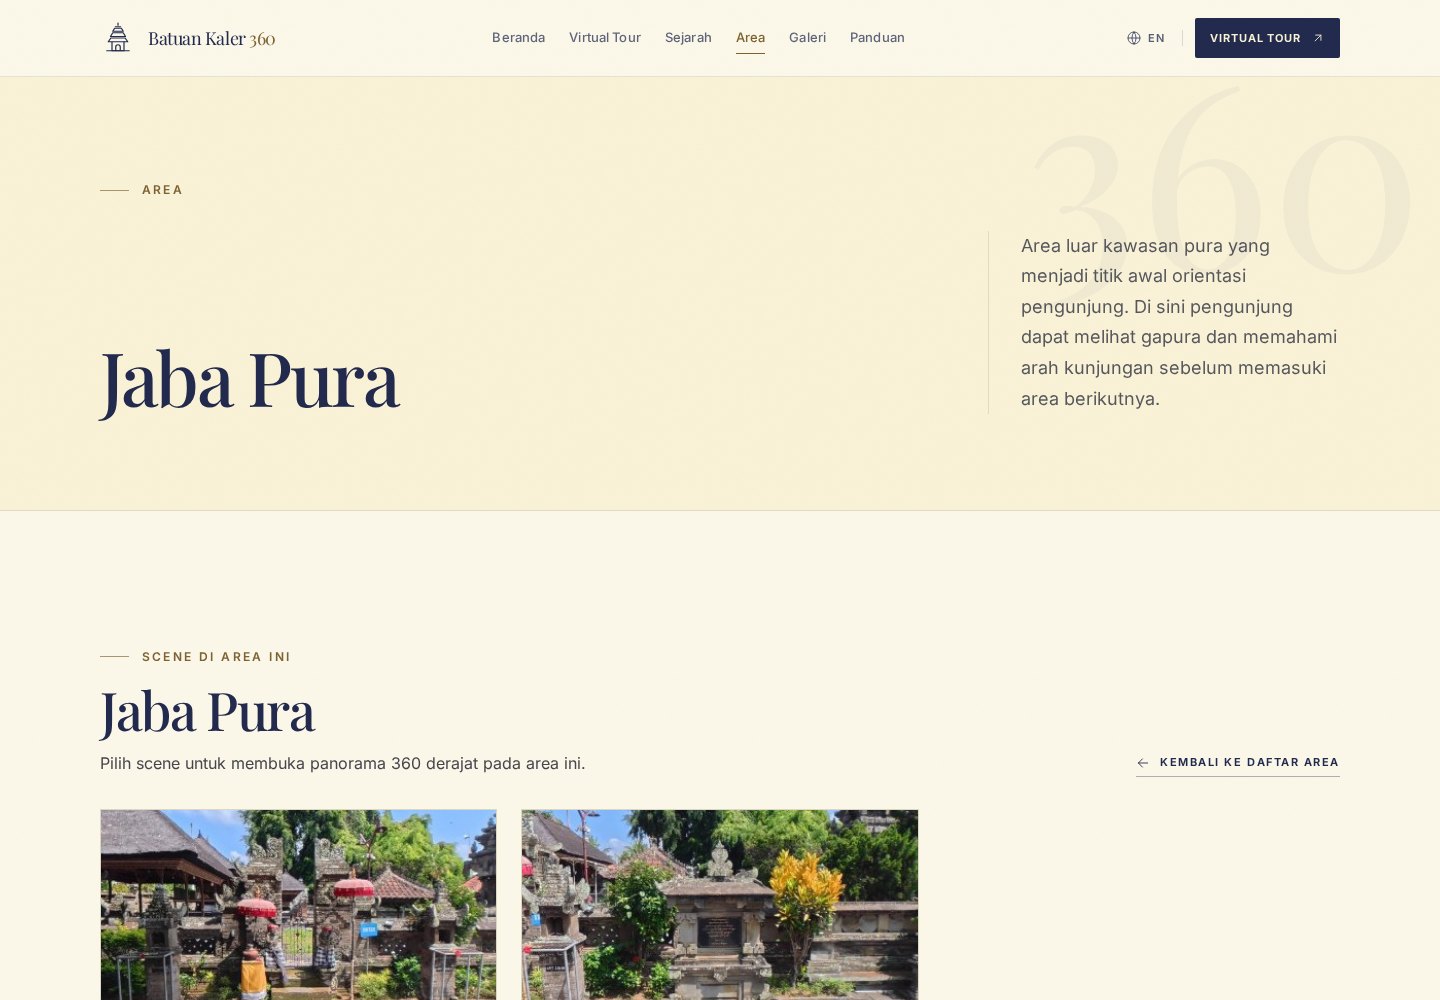 Batuan Kaler 360
Beranda
Virtual Tour
Sejarah
Area
Galeri
Panduan
EN
VIRTUAL TOUR
360
AREA
Jaba Pura
Area luar kawasan pura yang
menjadi titik awal orientasi
pengunjung. Di sini pengunjung
dapat melihat gapura dan memahami
arah kunjungan sebelum memasuki
area berikutnya.
SCENE DI AREA INI
Jaba Pura
Pilih scene untuk membuka panorama 360 derajat pada area ini.
KEMBALI KE DAFTAR AREA